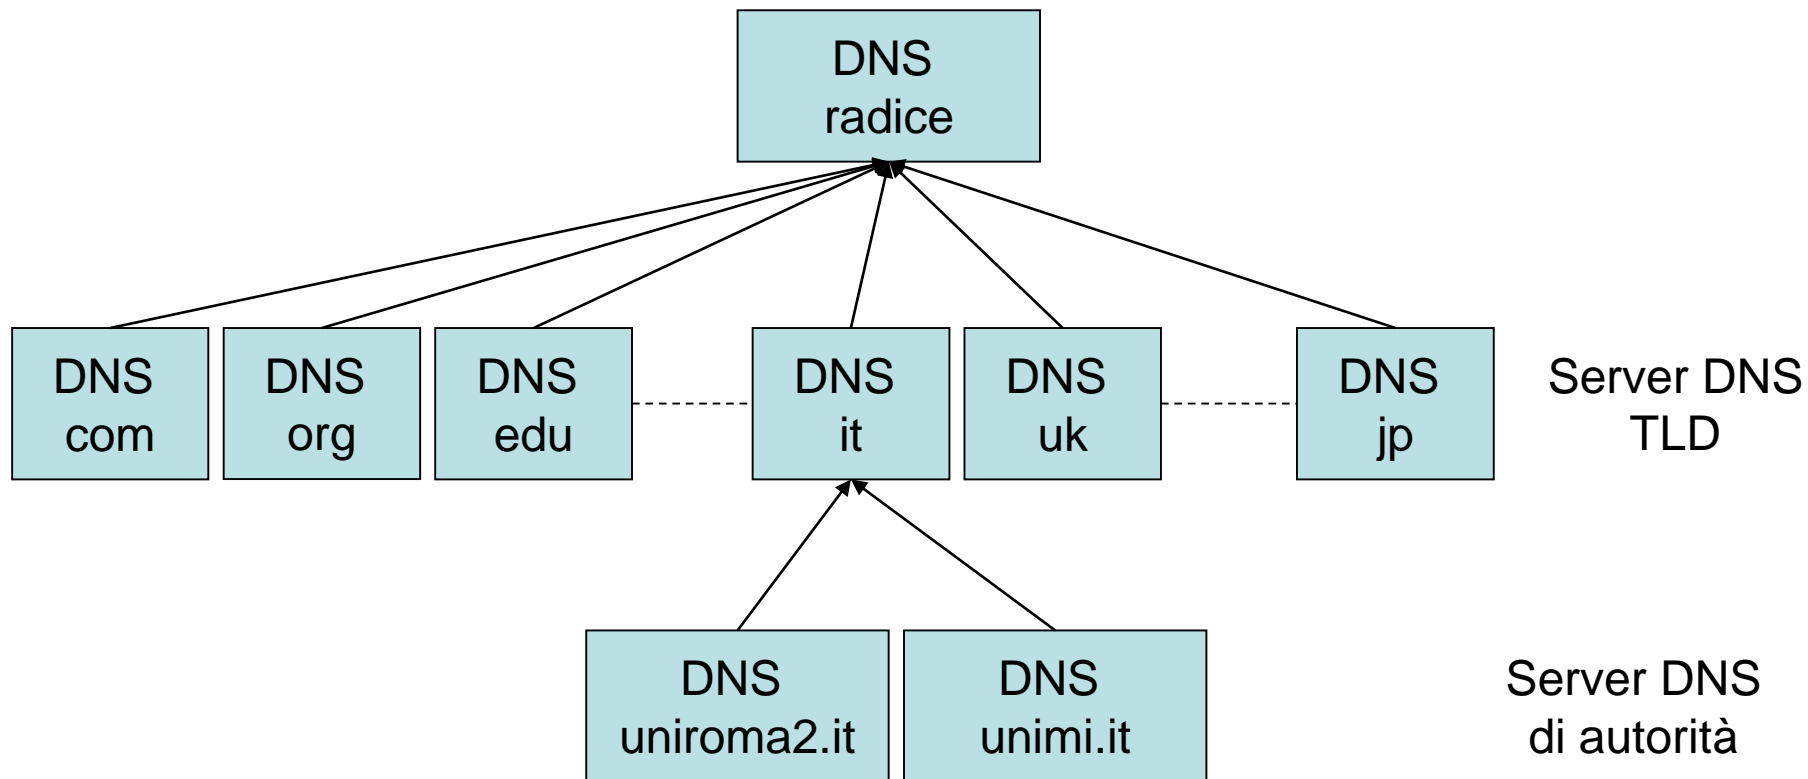 DNS
radice
DNS
com
DNS
org
DNS
edu
DNS
it
DNS
uk
DNS
jp
Server DNS
TLD
DNS
uniroma2.it
DNS
unimi.it
Server DNS
di autorità